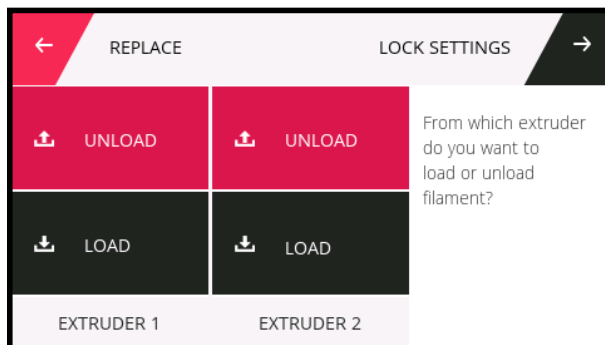 REPLACE
LOCK SETTINGS
UNLOAD
UNLOAD
From which extruder
do you want to
load or unload
filament?
LOAD
LOAD
EXTRUDER 1
EXTRUDER 2